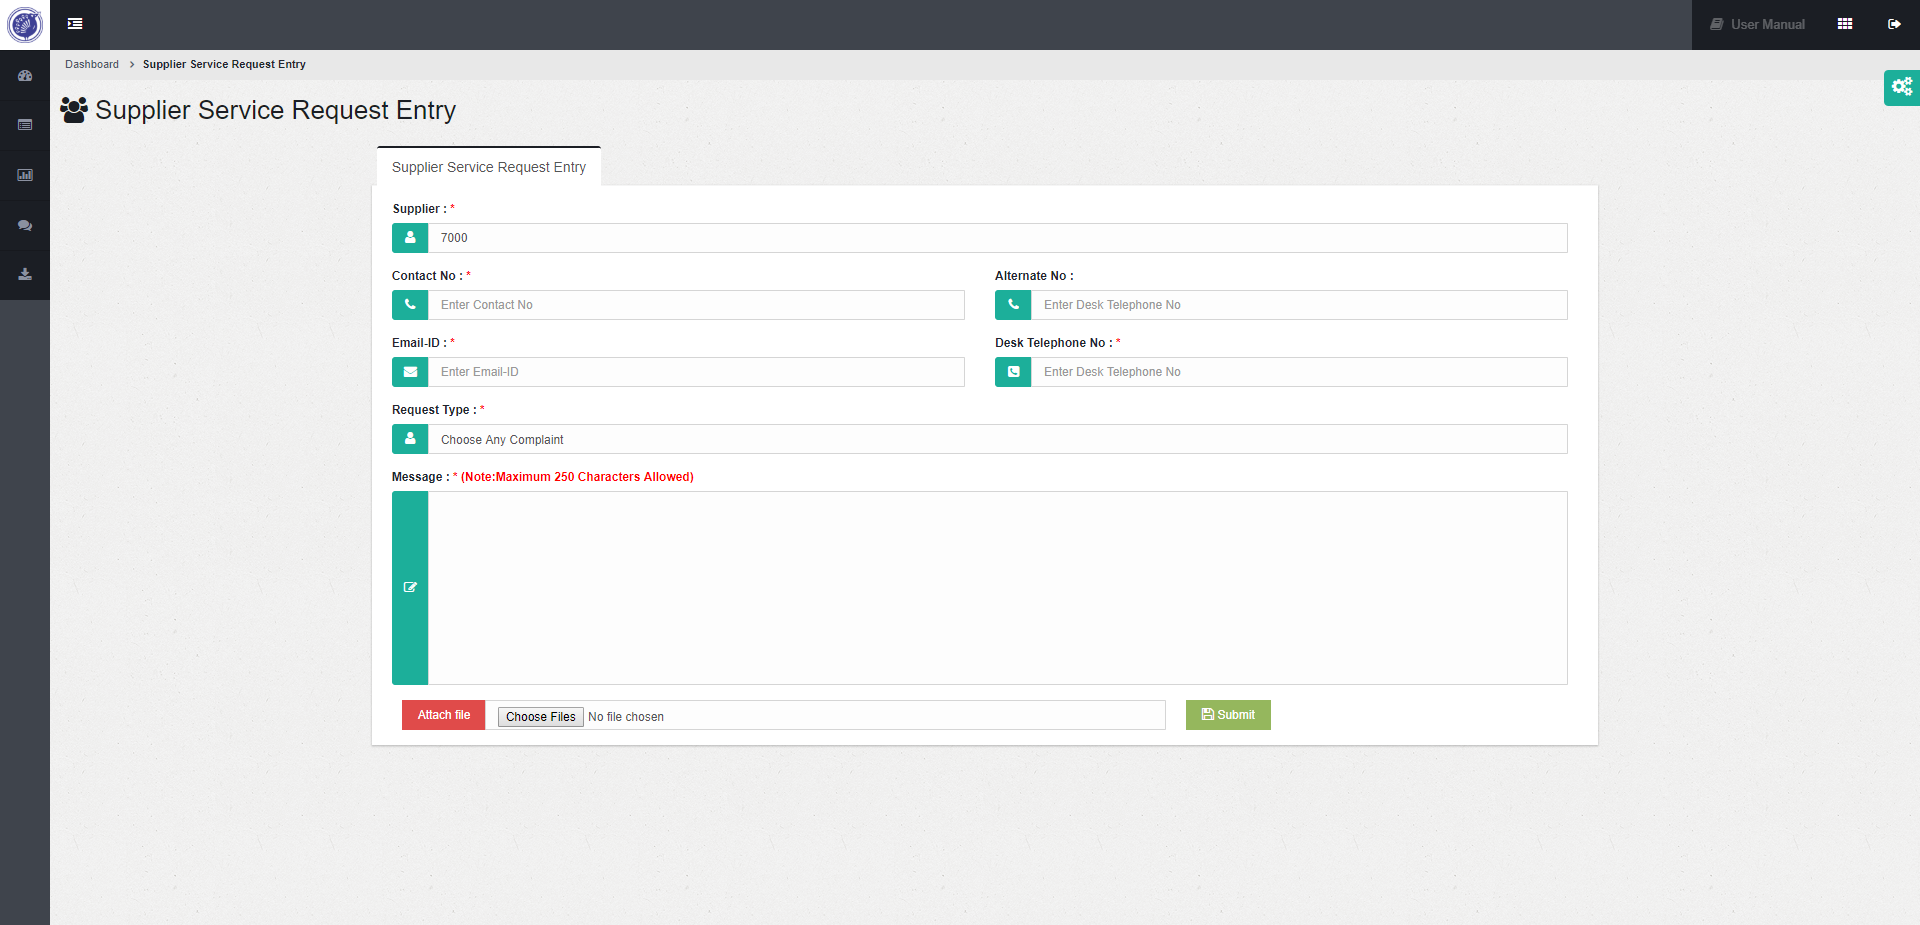 User Manual
Dashboard > Supplier Service Request Entry
Supplier Service Request Entry
Supplier Service Request Entry
Supplier : *
7000
Contact No : *
Alternate No :
Enter Contact No
Enter Desk Telephone No
Email-ID : *
Desk Telephone No : *
Enter Email-ID
Enter Desk Telephone No
Request Type : *
Choose Any Complaint
Message : * (Note:Maximum 250 Characters Allowed)
Attach file Choose Files No file chosen Submit